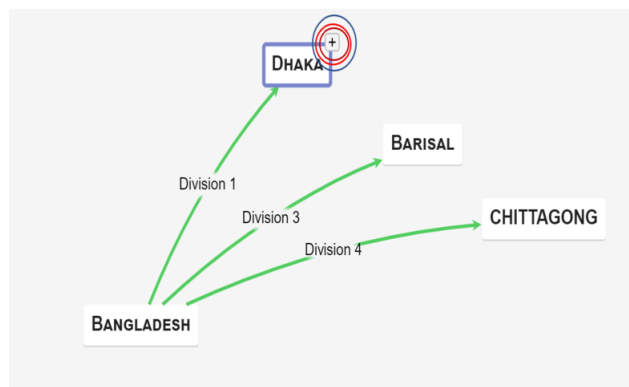 +
DHAKA
BARISAL
Division 1
Division 3
CHITTAGONG
Division 4
BANGLADESH